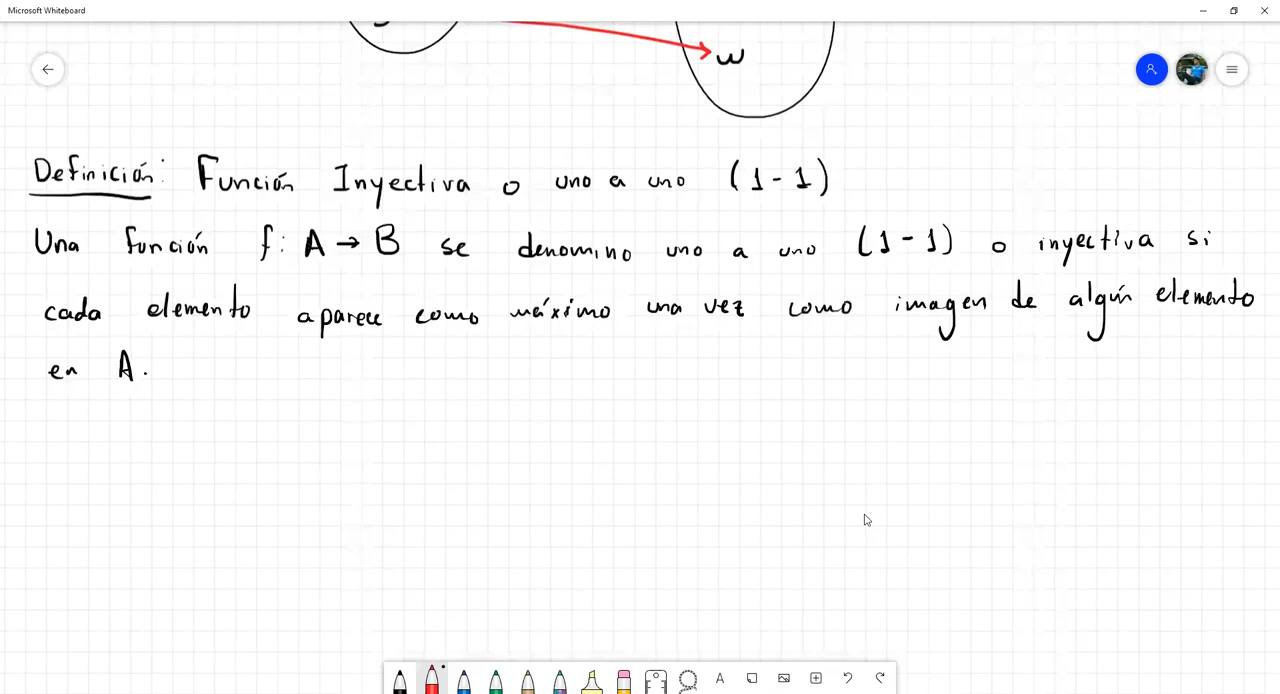 Microsoft Whiteboard
w
Definición: Función Inyectiva o uno a uno (1-1)
Una función f: A → B se denomino uno a uno (1-1) o inyectiva si
cada elemento aparece como máximo una vez como imagen de algún elemento
en A.
A